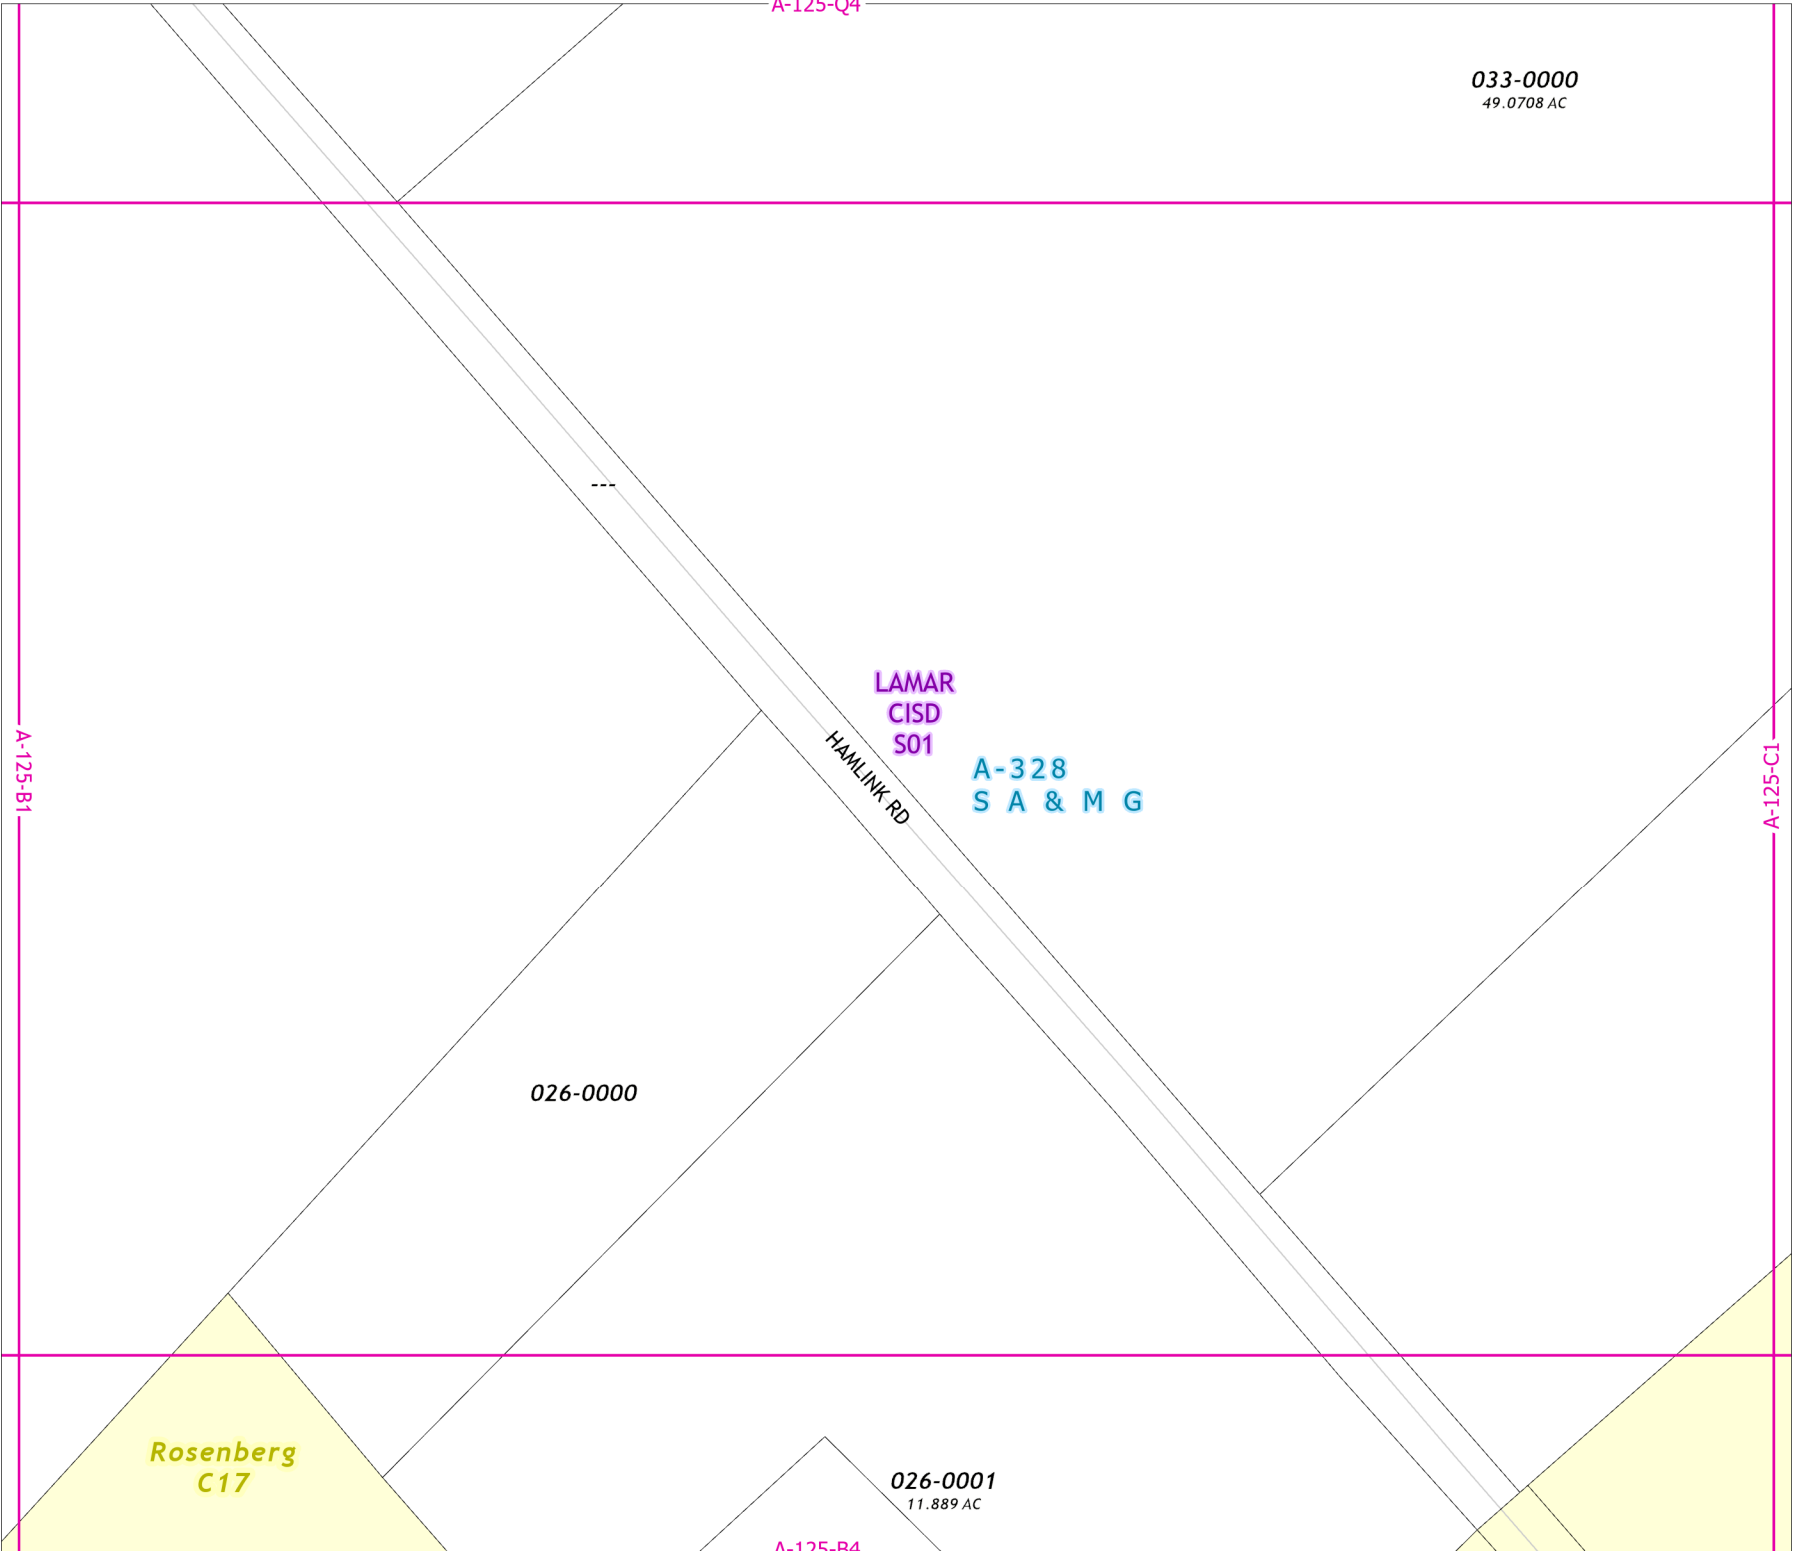 A-125-Q4
033-0000
49.0708 AC
---
LAMAR
CISD
S01
HAMLINK RD
A-328
S A & M G
A-125-B1
A-125-C1
026-0000
Rosenberg
C17
026-0001
11.889 AC
A-125-B4